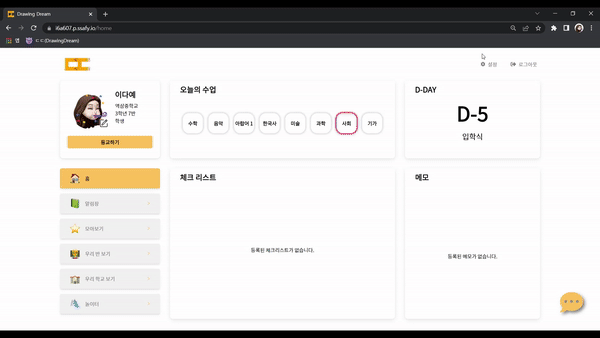 Drawing Dream
i6a607.p.ssafy.io/home
앱
ㄷ:ㄷ(DrawingDream)
설정
로그아웃
이다예
역삼중학교
3학년 7반
학생
등교하기
오늘의 수업
수학
음악
아랍어 1
한국사
미술
과학
사회
기가
D-DAY
D-5
입학식
홈
알림함
모아보기
우리 반 보기
우리 학교 보기
놀이터
체크 리스트
등록된 체크리스트가 없습니다.
메모
등록된 메모가 없습니다.